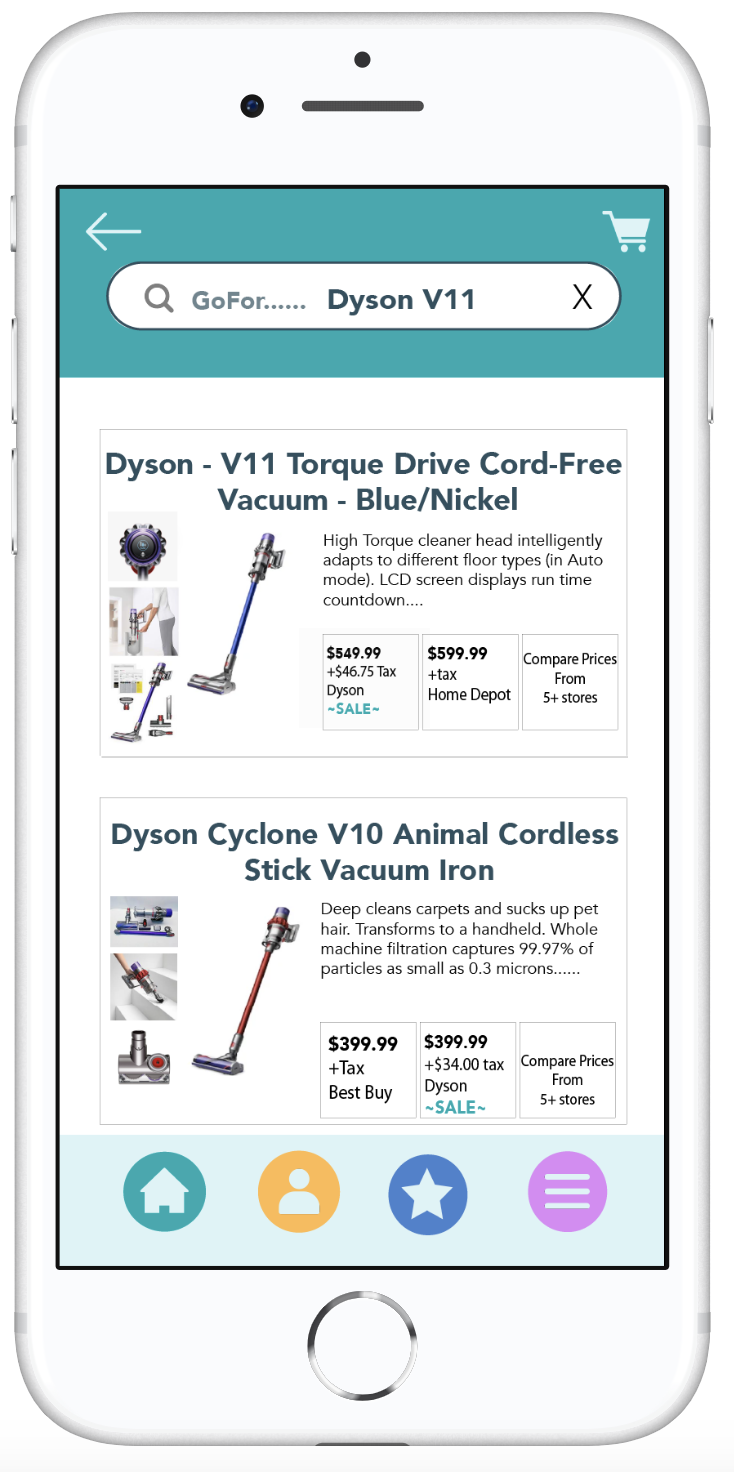 GoFor...... Dyson V11 X
Dyson - V11 Torque Drive Cord-Free
Vacuum - Blue/Nickel
High Torque cleaner head intelligently
adapts to different floor types (in Auto
mode). LCD screen displays run time
countdown....
$549.99
+$46.75 Tax
Dyson
~SALE~
$599.99
+tax
Home Depot
Compare Prices
From
5+ stores
Dyson Cyclone V10 Animal Cordless
Stick Vacuum Iron
Deep cleans carpets and sucks up pet
hair. Transforms to a handheld. Whole
machine filtration captures 99.97% of
particles as small as 0.3 microns......
$399.99
+Tax
Best Buy
$399.99
+$34.00 tax
Dyson
~SALE~
Compare Prices
From
5+ stores